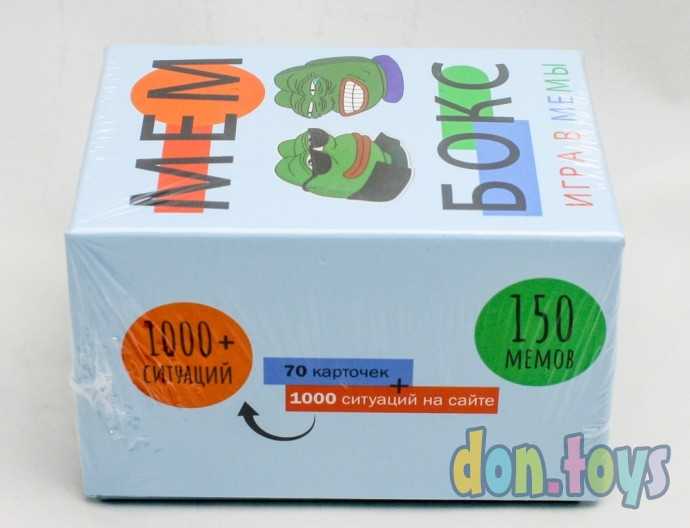 МЕМ
БОКС
ИГРА В МЕМЫ
1000+
СИТУАЦИЙ
70 карточек
+
1000 ситуаций на сайте
150
МЕМОВ
don.toys